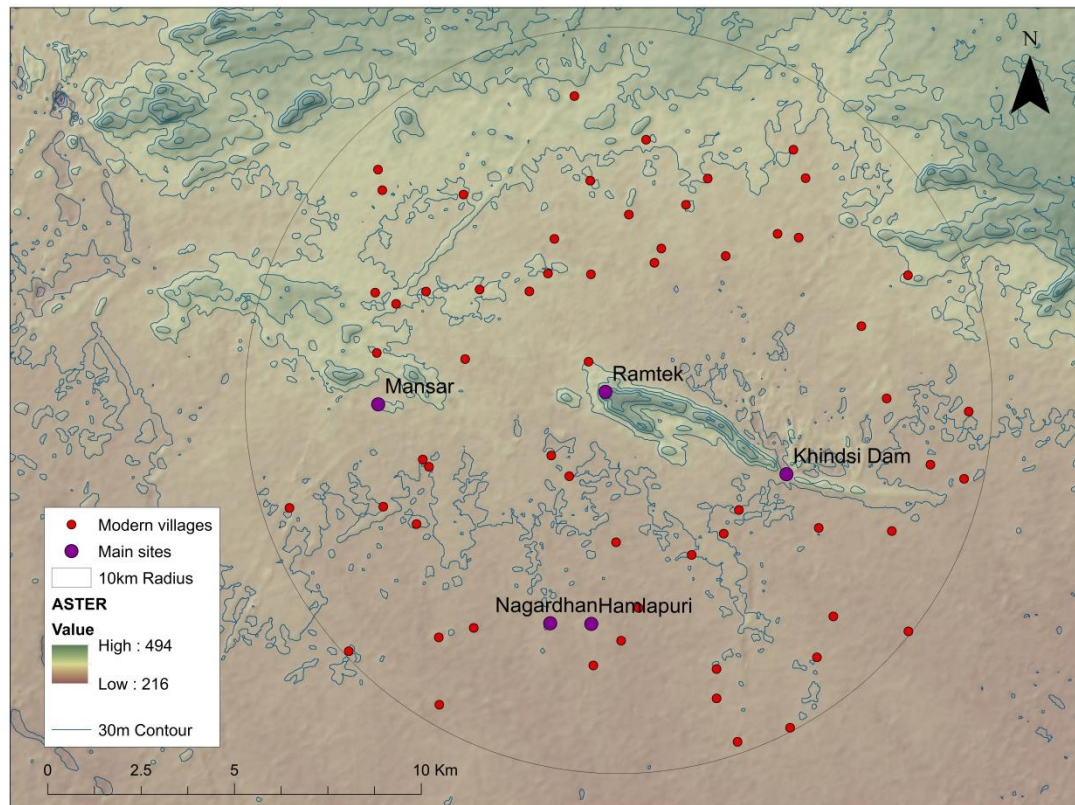 N
Ramtek
Mansar
Khindsi Dam
NagardhanHamlapuri
Modern villages
Main sites
10km Radius
ASTER
Value
High : 494
Low : 216
30m Contour
0 2.5 5 10 Km